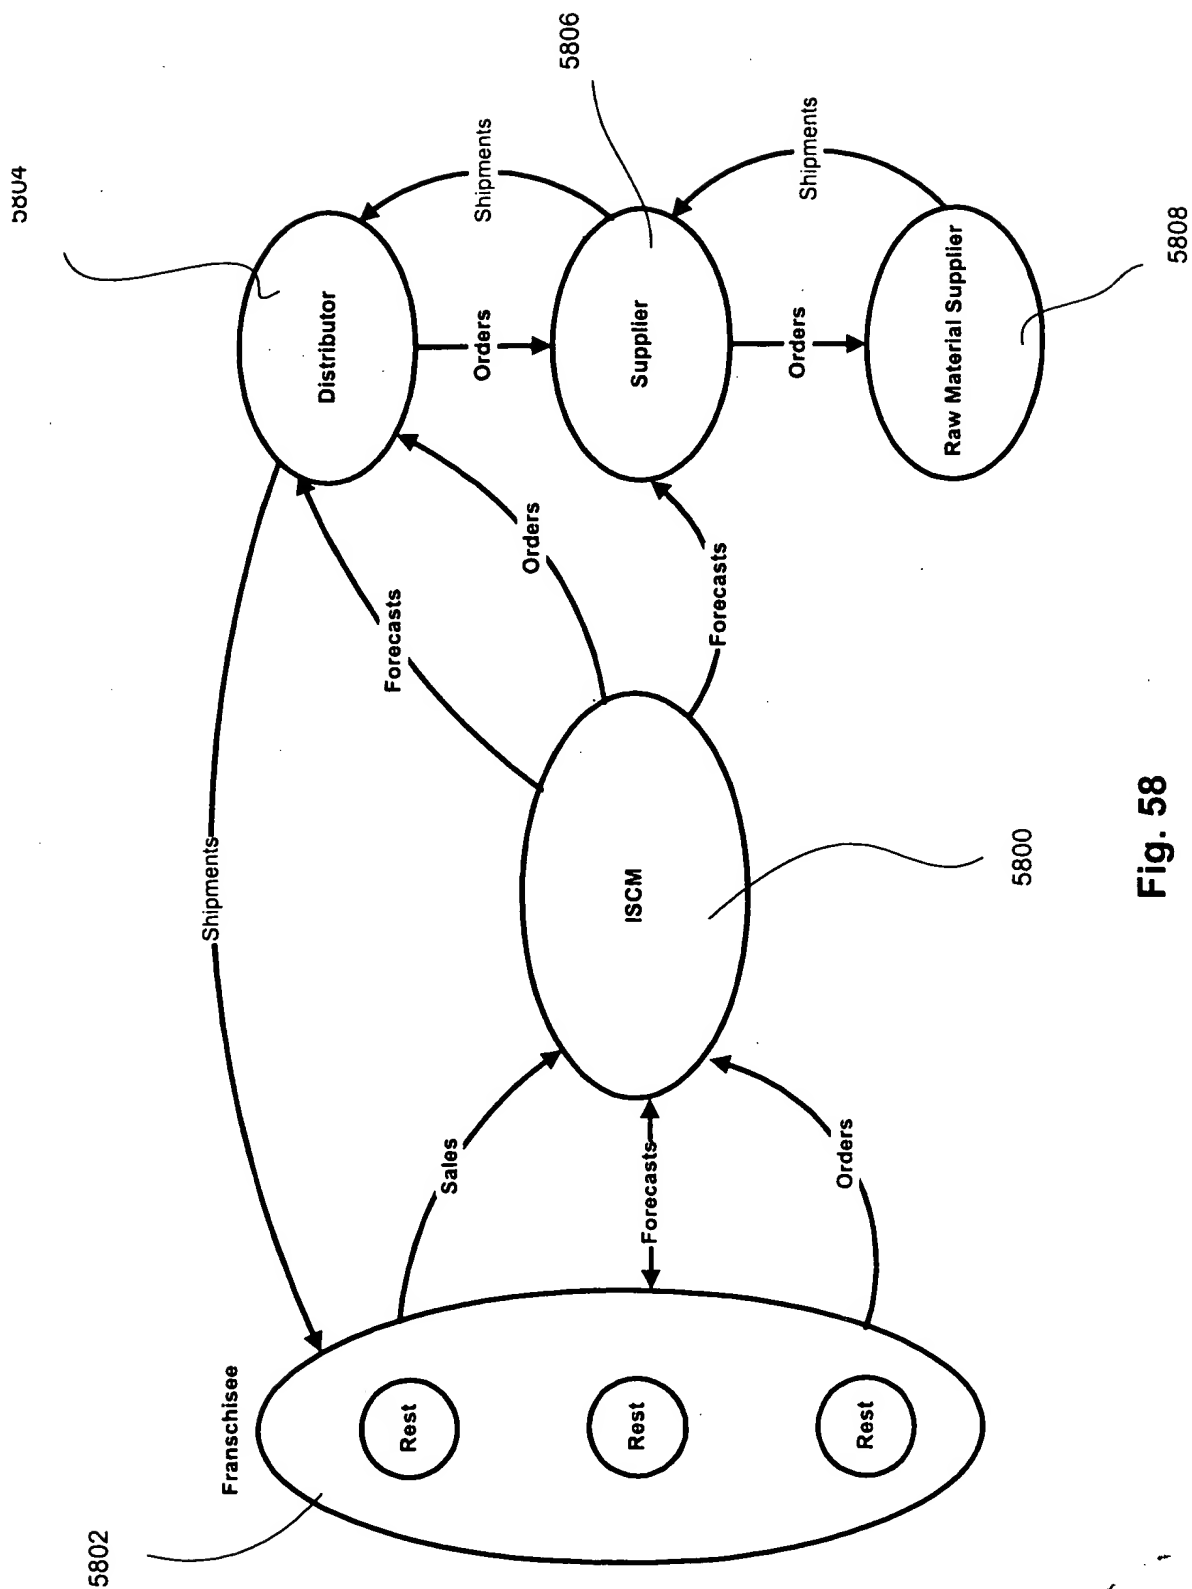 5804
5802
Shipments
Franschisee
Distributor
Forecasts
Rest
Sales
Orders
Shipments
Orders
5806
Rest
ISCM
Supplier
Forecasts
Forecasts
Orders
Shipments
Orders
Rest
Raw Material Supplier
5800
5808
Fig. 58